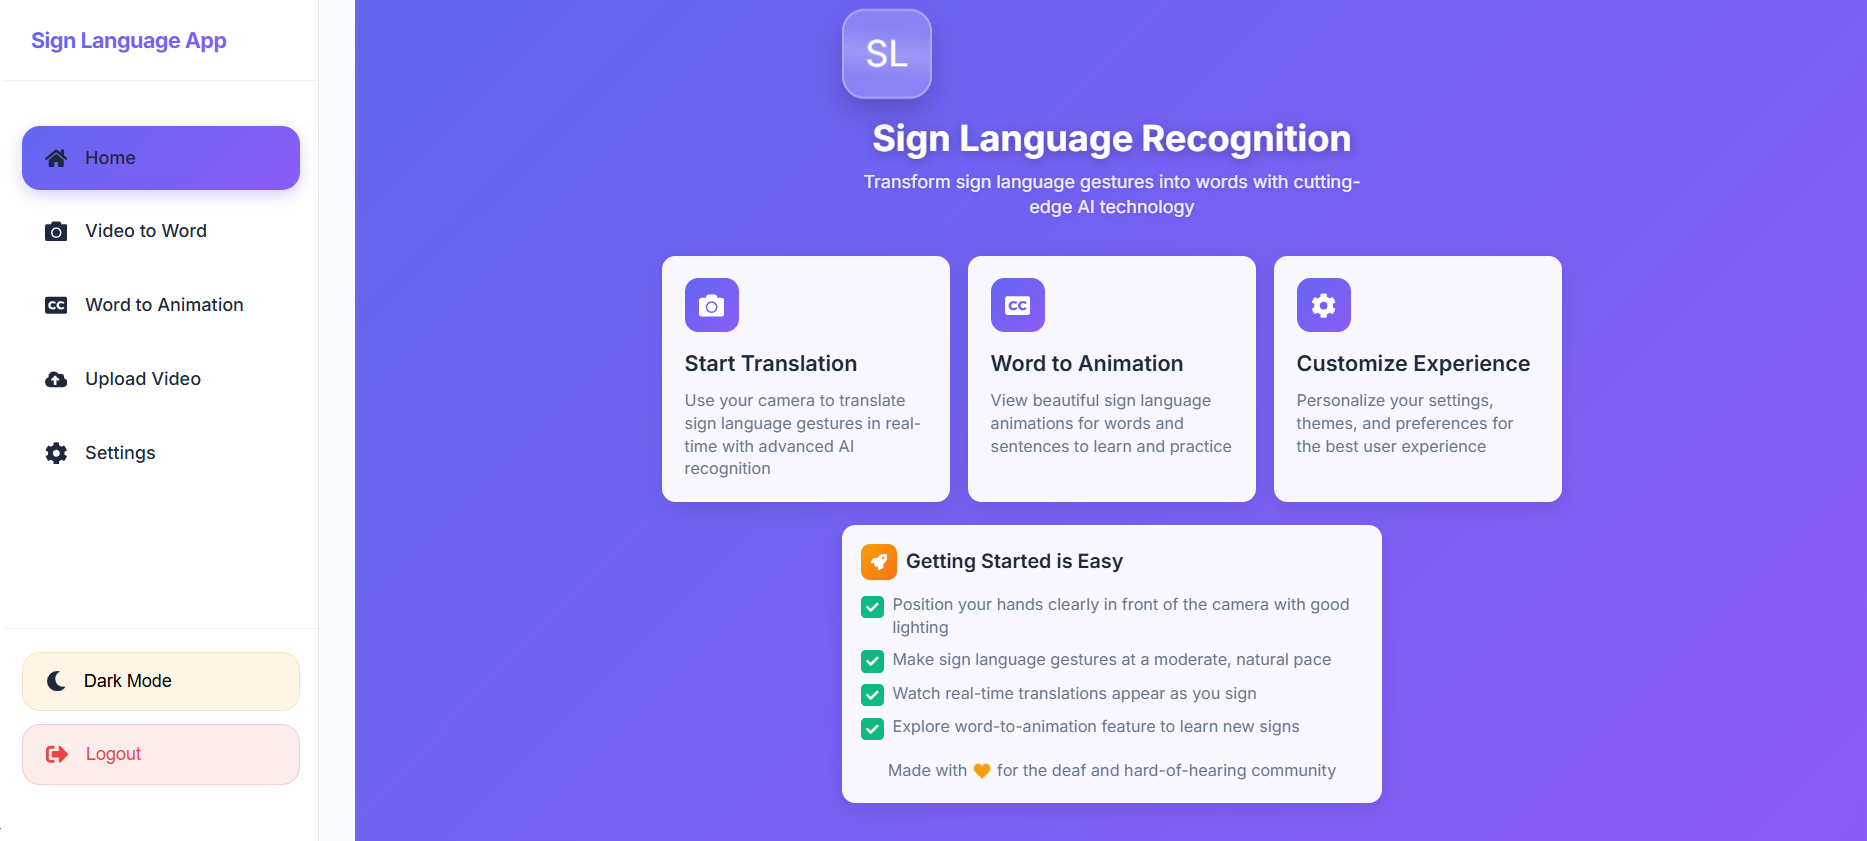 Sign Language App
Home
Video to Word
Word to Animation
Upload Video
Settings
Dark Mode
Logout
SL
Sign Language Recognition
Transform sign language gestures into words with cutting-
edge AI technology
Start Translation
Use your camera to translate
sign language gestures in real-
time with advanced AI
recognition
CC
Word to Animation
View beautiful sign language
animations for words and
sentences to learn and practice
Customize Experience
Personalize your settings,
themes, and preferences for
the best user experience
Getting Started is Easy
Position your hands clearly in front of the camera with good
lighting
Make sign language gestures at a moderate, natural pace
Watch real-time translations appear as you sign
Explore word-to-animation feature to learn new signs
Made with 🧡 for the deaf and hard-of-hearing community